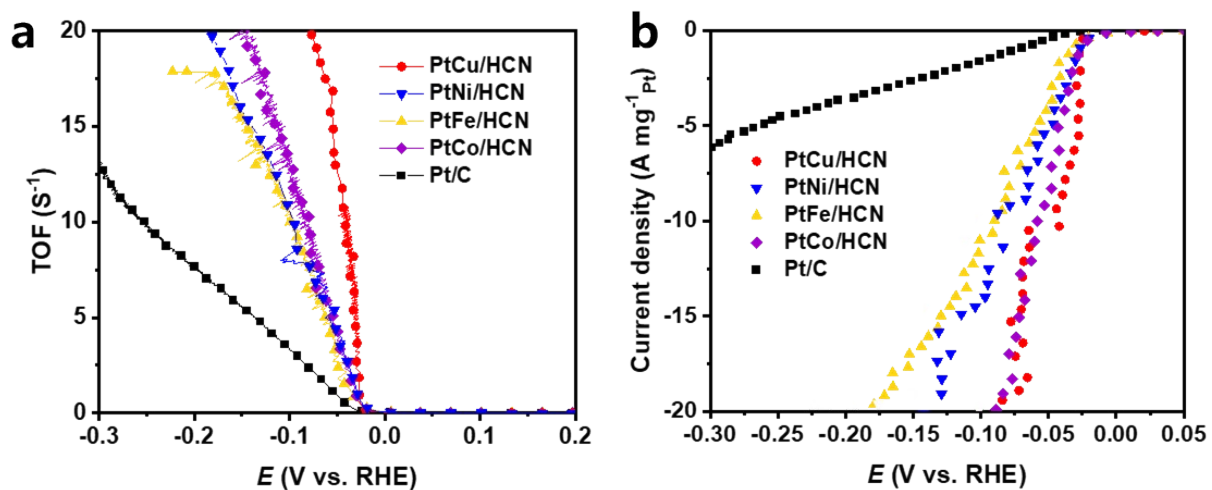 a
20
15
10
5
0
TOF (S⁻¹)
PtCu/HCN
PtNi/HCN
PtFe/HCN
PtCo/HCN
Pt/C
-0.3 -0.2 -0.1 0.0 0.1 0.2
E (V vs. RHE)
b
0
-5
-10
-15
-20
Current density (A mg⁻¹Pt)
PtCu/HCN
PtNi/HCN
PtFe/HCN
PtCo/HCN
Pt/C
-0.30 -0.25 -0.20 -0.15 -0.10 -0.05 0.00 0.05
E (V vs. RHE)